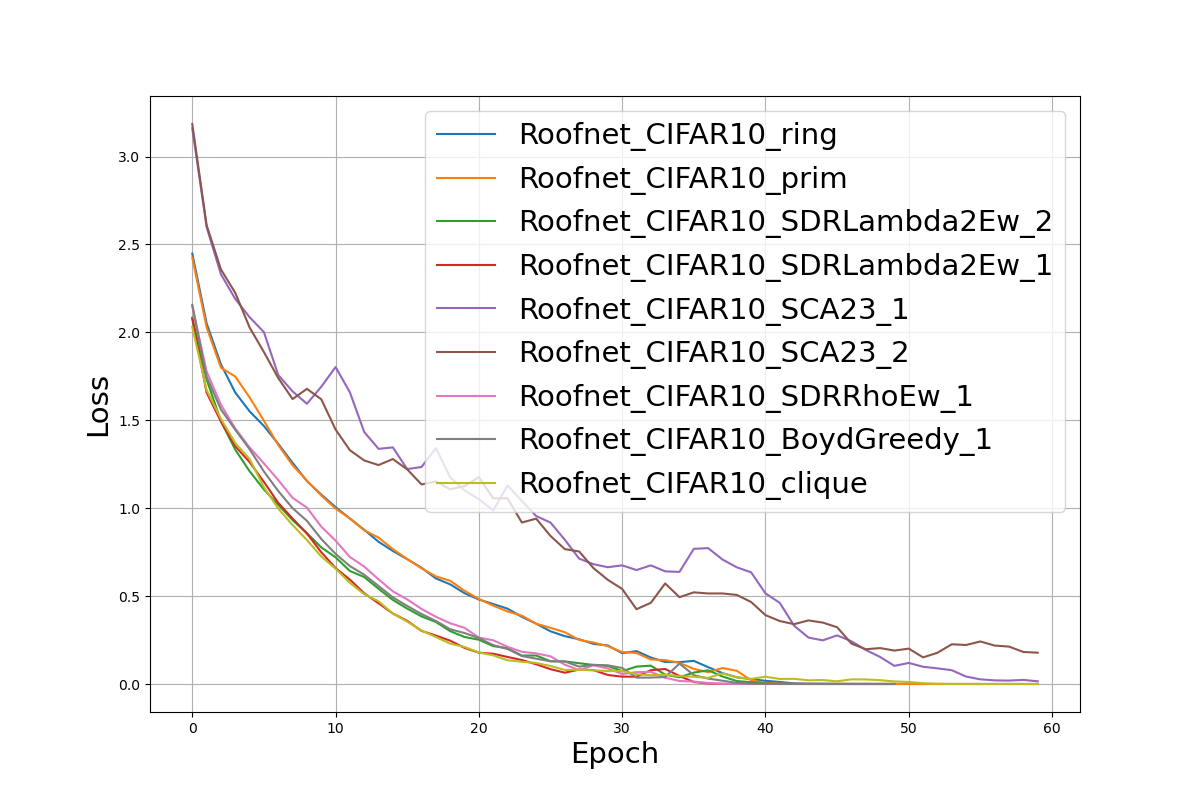 Roofnet_CIFAR10_ring
Roofnet_CIFAR10_prim
Roofnet_CIFAR10_SDRLambda2Ew_2
Roofnet_CIFAR10_SDRLambda2Ew_1
Roofnet_CIFAR10_SCA23_1
Roofnet_CIFAR10_SCA23_2
Roofnet_CIFAR10_SDRRhoEw_1
Roofnet_CIFAR10_BoydGreedy_1
Roofnet_CIFAR10_clique
Loss
3.0
2.5
2.0
1.5
1.0
0.5
0.0
0 10 20 30 40 50 60
Epoch